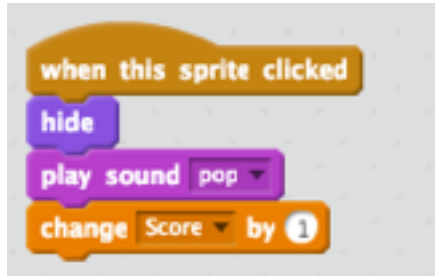 when this sprite clicked
hide
play sound pop
change Score by 1